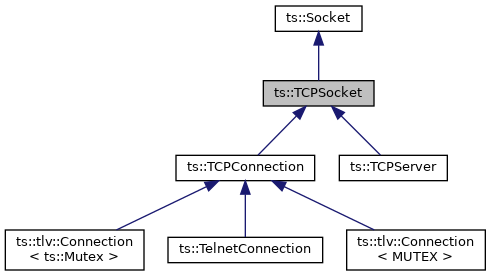 ts::Socket
ts::TCPSocket
ts::TCPConnection
ts::TCPServer
ts::tlv::Connection
< ts::Mutex >
ts::TelnetConnection
ts::tlv::Connection
< MUTEX >